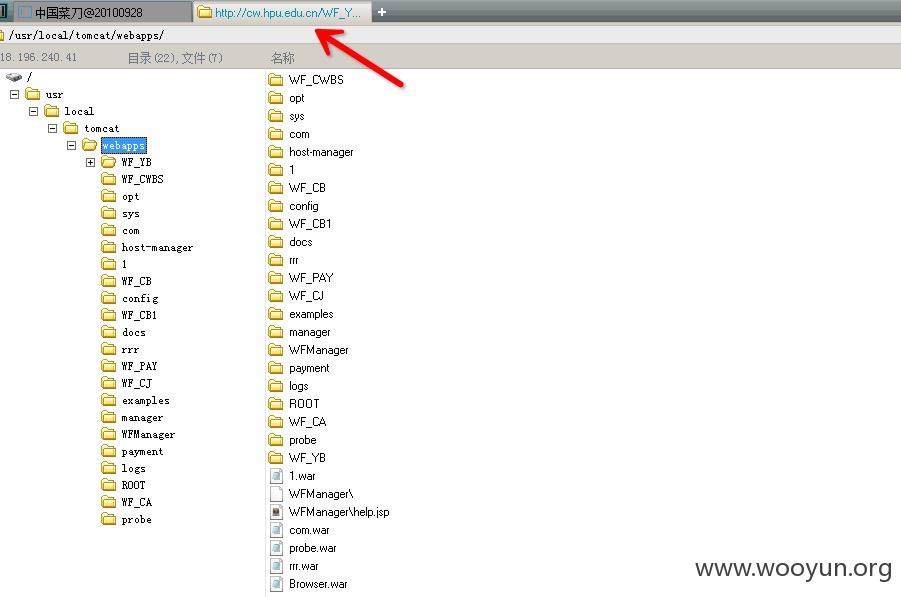 中国菜刀@20100928
http://cw.hpu.edu.cn/WF_Y...
/usr/local/tomcat/webapps/
18.196.240.41 目录(22),文件(7) 名称
/
usr
local
tomcat
webapps
WF_YB
WF_CWBS
opt
sys
com
host-manager
1
WF_CB
config
WF_CB1
docs
rrr
WF_PAY
WF_CJ
examples
manager
WFManager
payment
logs
ROOT
WF_CA
probe
WF_CWBS
opt
sys
com
host-manager
1
WF_CB
config
WF_CB1
docs
rrr
WF_PAY
WF_CJ
examples
manager
WFManager
payment
logs
ROOT
WF_CA
probe
WF_YB
1.war
WFManager\
WFManager\help.jsp
com.war
probe.war
rrr.war
Browser.war
www.wooyun.org